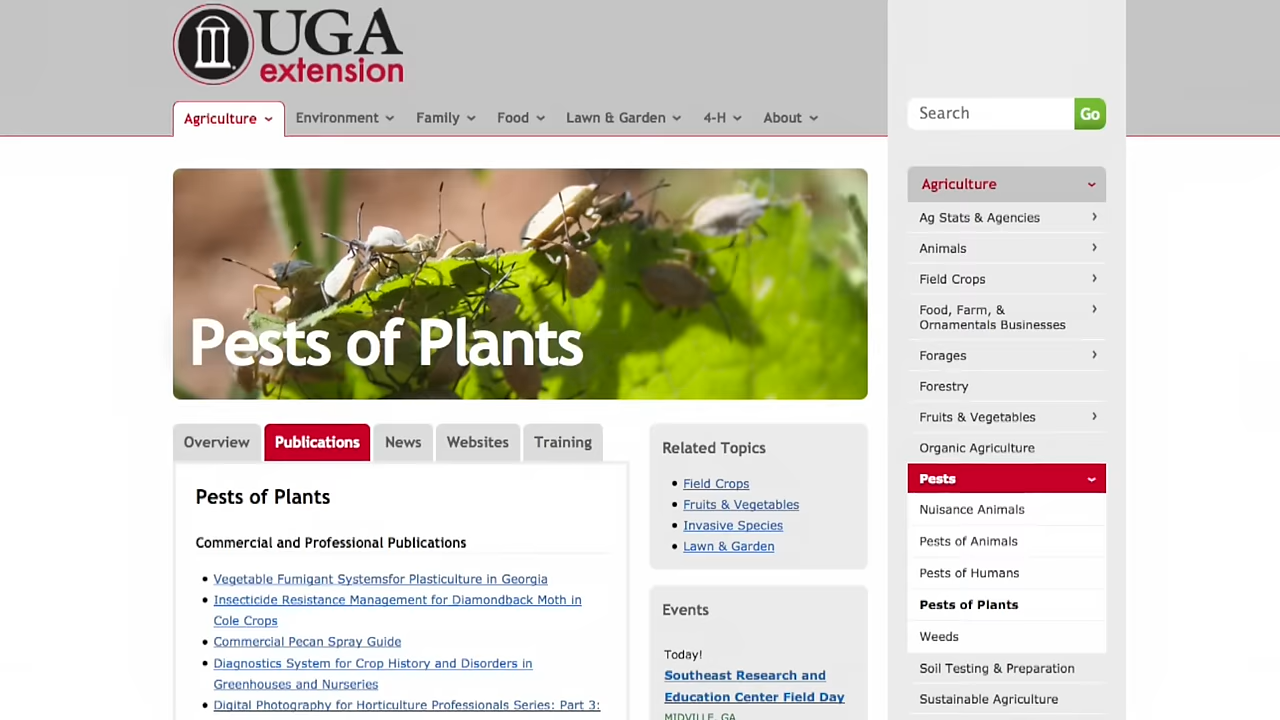 UGA
extension
Agriculture
Environment
Family
Food
Lawn & Garden
4-H
About
Search
Go
Pests of Plants
Overview
Publications
News
Websites
Training
Pests of Plants
Commercial and Professional Publications
Vegetable Fumigant Systemsfor Plasticulture in Georgia
Insecticide Resistance Management for Diamondback Moth in
Cole Crops
Commercial Pecan Spray Guide
Diagnostics System for Crop History and Disorders in
Greenhouses and Nurseries
Digital Photography for Horticulture Professionals Series: Part 3:
Related Topics
Field Crops
Fruits & Vegetables
Invasive Species
Lawn & Garden
Events
Today!
Southeast Research and
Education Center Field Day
MIDVILLE, GA
Agriculture
Ag Stats & Agencies
Animals
Field Crops
Food, Farm, &
Ornamentals Businesses
Forages
Forestry
Fruits & Vegetables
Organic Agriculture
Pests
Nuisance Animals
Pests of Animals
Pests of Humans
Pests of Plants
Weeds
Soil Testing & Preparation
Sustainable Agriculture